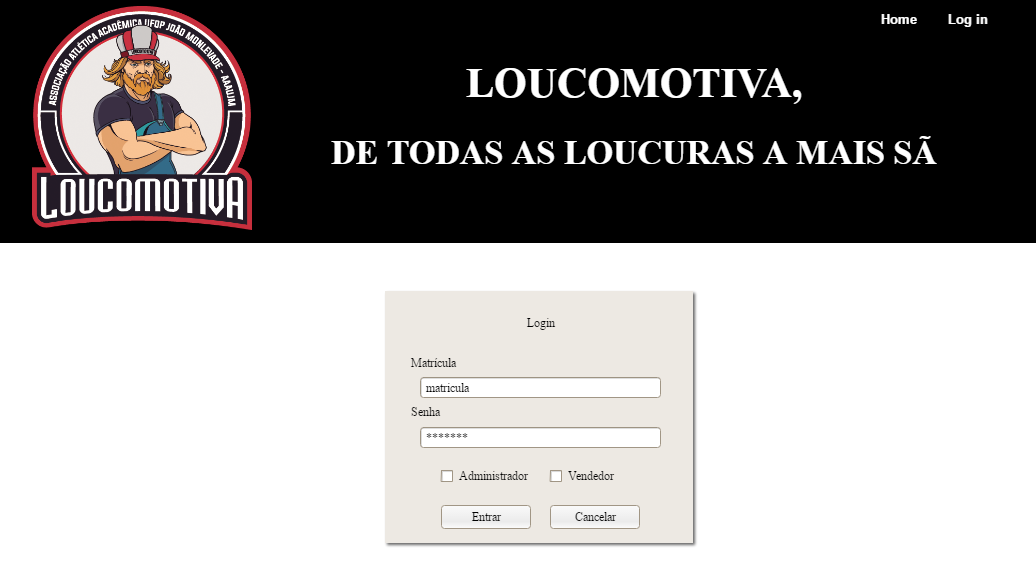 ASSOCIAÇÃO ATLÉTICA ACADÊMICA UFOP JOÃO MONLEVADE - AAAUJM
LOUCOMOTIVA
Home Log in
LOUCOMOTIVA,
DE TODAS AS LOUCURAS A MAIS SÃ
Login
Matrícula
matricula
Senha
*******
Administrador Vendedor
Entrar Cancelar